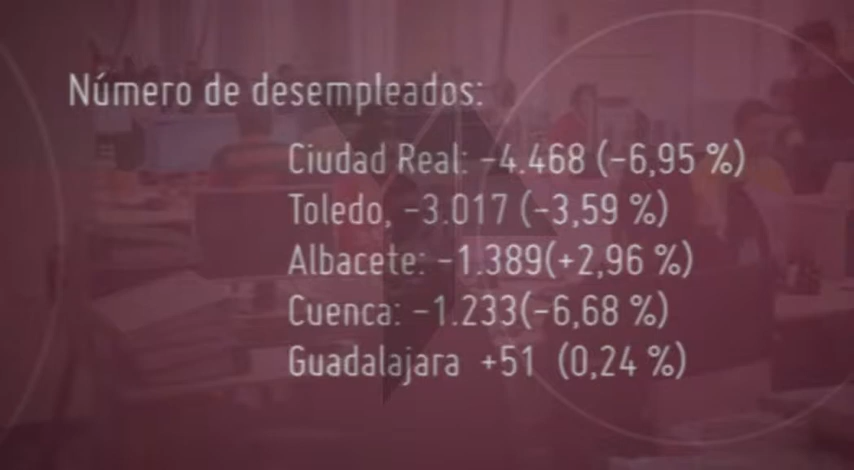 Número de desempleados:
Ciudad Real: -4.468 (-6,95 %)
Toledo, -3.017 (-3,59 %)
Albacete: -1.389(+2,96 %)
Cuenca: -1.233(-6,68 %)
Guadalajara +51 (0,24 %)